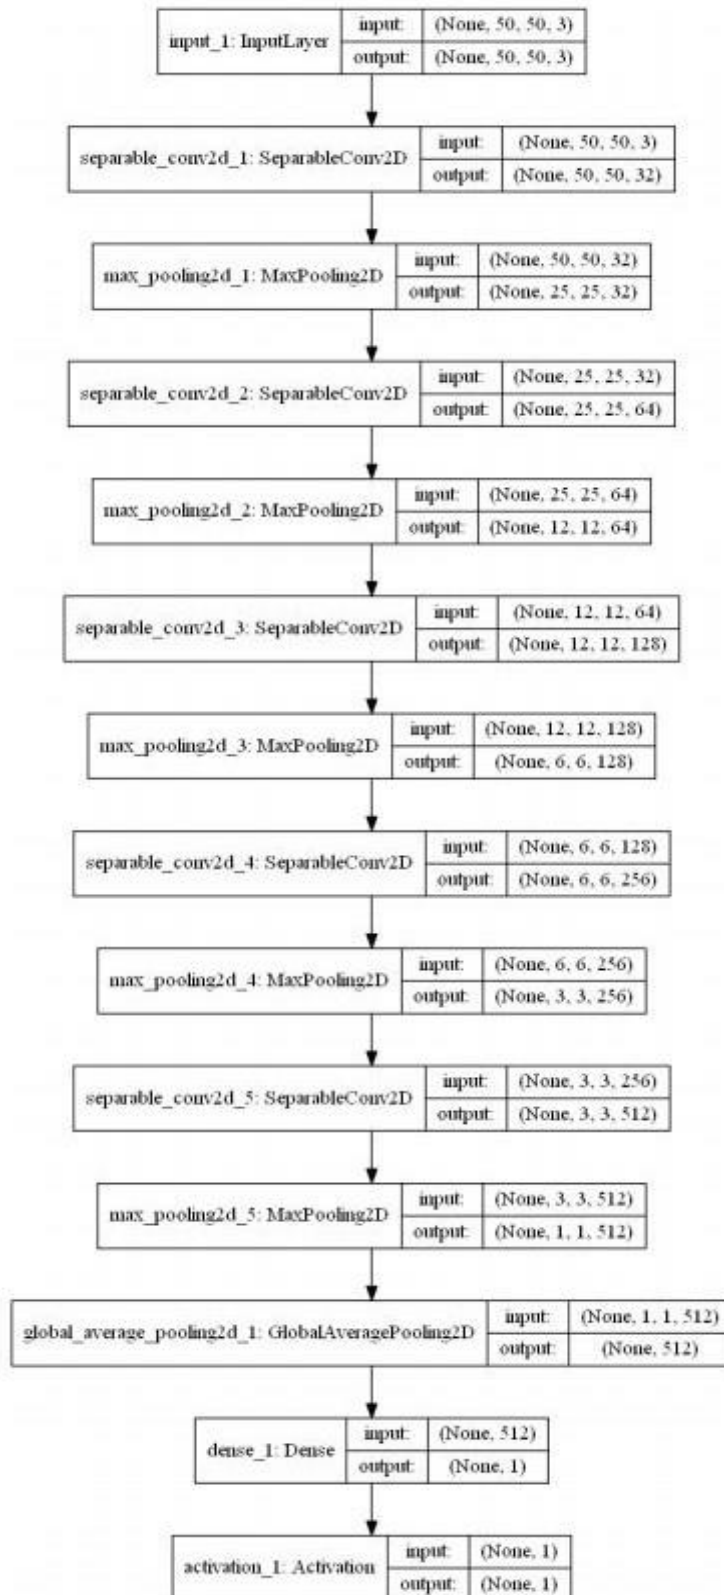 input_1: InputLayer
input: (None, 50, 50, 3)
output: (None, 50, 50, 3)
separable_conv2d_1: SeparableConv2D
input: (None, 50, 50, 3)
output: (None, 50, 50, 32)
max_pooling2d_1: MaxPooling2D
input: (None, 50, 50, 32)
output: (None, 25, 25, 32)
separable_conv2d_2: SeparableConv2D
input: (None, 25, 25, 32)
output: (None, 25, 25, 64)
max_pooling2d_2: MaxPooling2D
input: (None, 25, 25, 64)
output: (None, 12, 12, 64)
separable_conv2d_3: SeparableConv2D
input: (None, 12, 12, 64)
output: (None, 12, 12, 128)
max_pooling2d_3: MaxPooling2D
input: (None, 12, 12, 128)
output: (None, 6, 6, 128)
separable_conv2d_4: SeparableConv2D
input: (None, 6, 6, 128)
output: (None, 6, 6, 256)
max_pooling2d_4: MaxPooling2D
input: (None, 6, 6, 256)
output: (None, 3, 3, 256)
separable_conv2d_5: SeparableConv2D
input: (None, 3, 3, 256)
output: (None, 3, 3, 512)
max_pooling2d_5: MaxPooling2D
input: (None, 3, 3, 512)
output: (None, 1, 1, 512)
global_average_pooling2d_1: GlobalAveragePooling2D
input: (None, 1, 1, 512)
output: (None, 512)
dense_1: Dense
input: (None, 512)
output: (None, 1)
activation_1: Activation
input: (None, 1)
output: (None, 1)